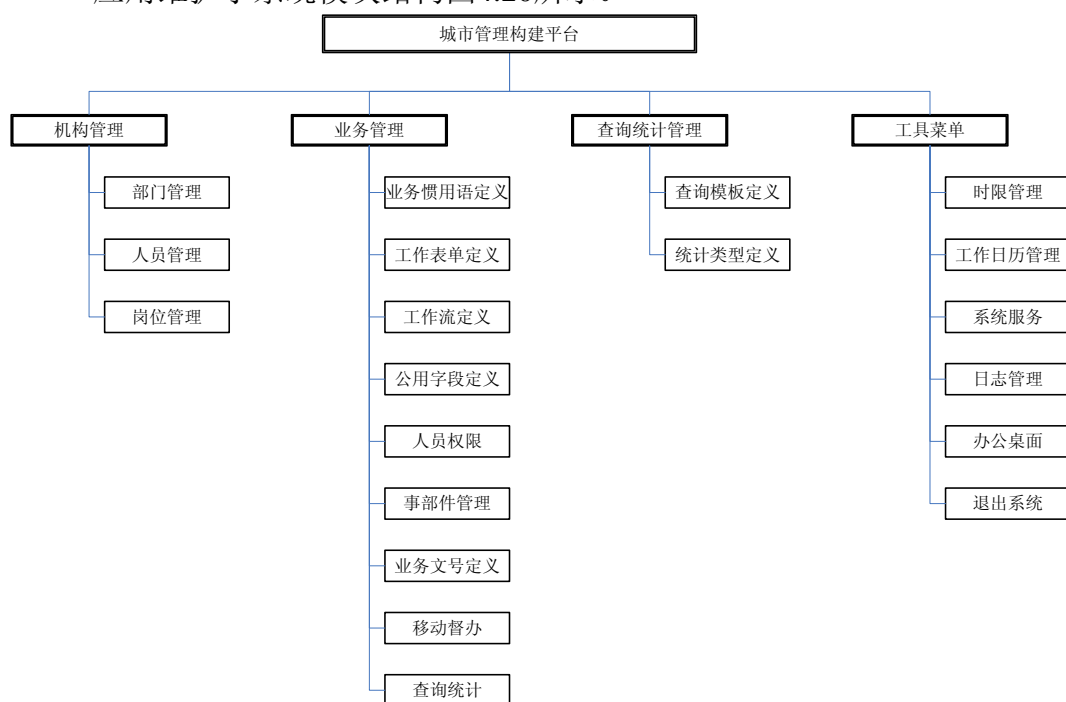 城市管理构建平台
机构管理
业务管理
查询统计管理
工具菜单
部门管理
业务惯用语定义
查询模板定义
时限管理
人员管理
工作表单定义
统计类型定义
工作日历管理
岗位管理
工作流定义
系统服务
公用字段定义
日志管理
人员权限
办公桌面
事部件管理
退出系统
业务文号定义
移动督办
查询统计